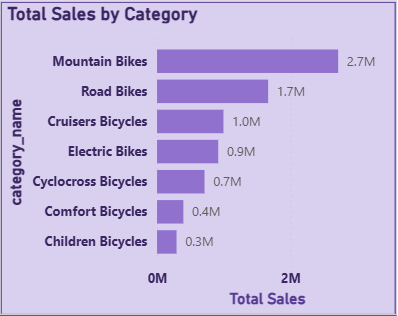 Total Sales by Category
category_name
Mountain Bikes 2.7M
Road Bikes 1.7M
Cruisers Bicycles 1.0M
Electric Bikes 0.9M
Cyclocross Bicycles 0.7M
Comfort Bicycles 0.4M
Children Bicycles 0.3M
0M 2M
Total Sales